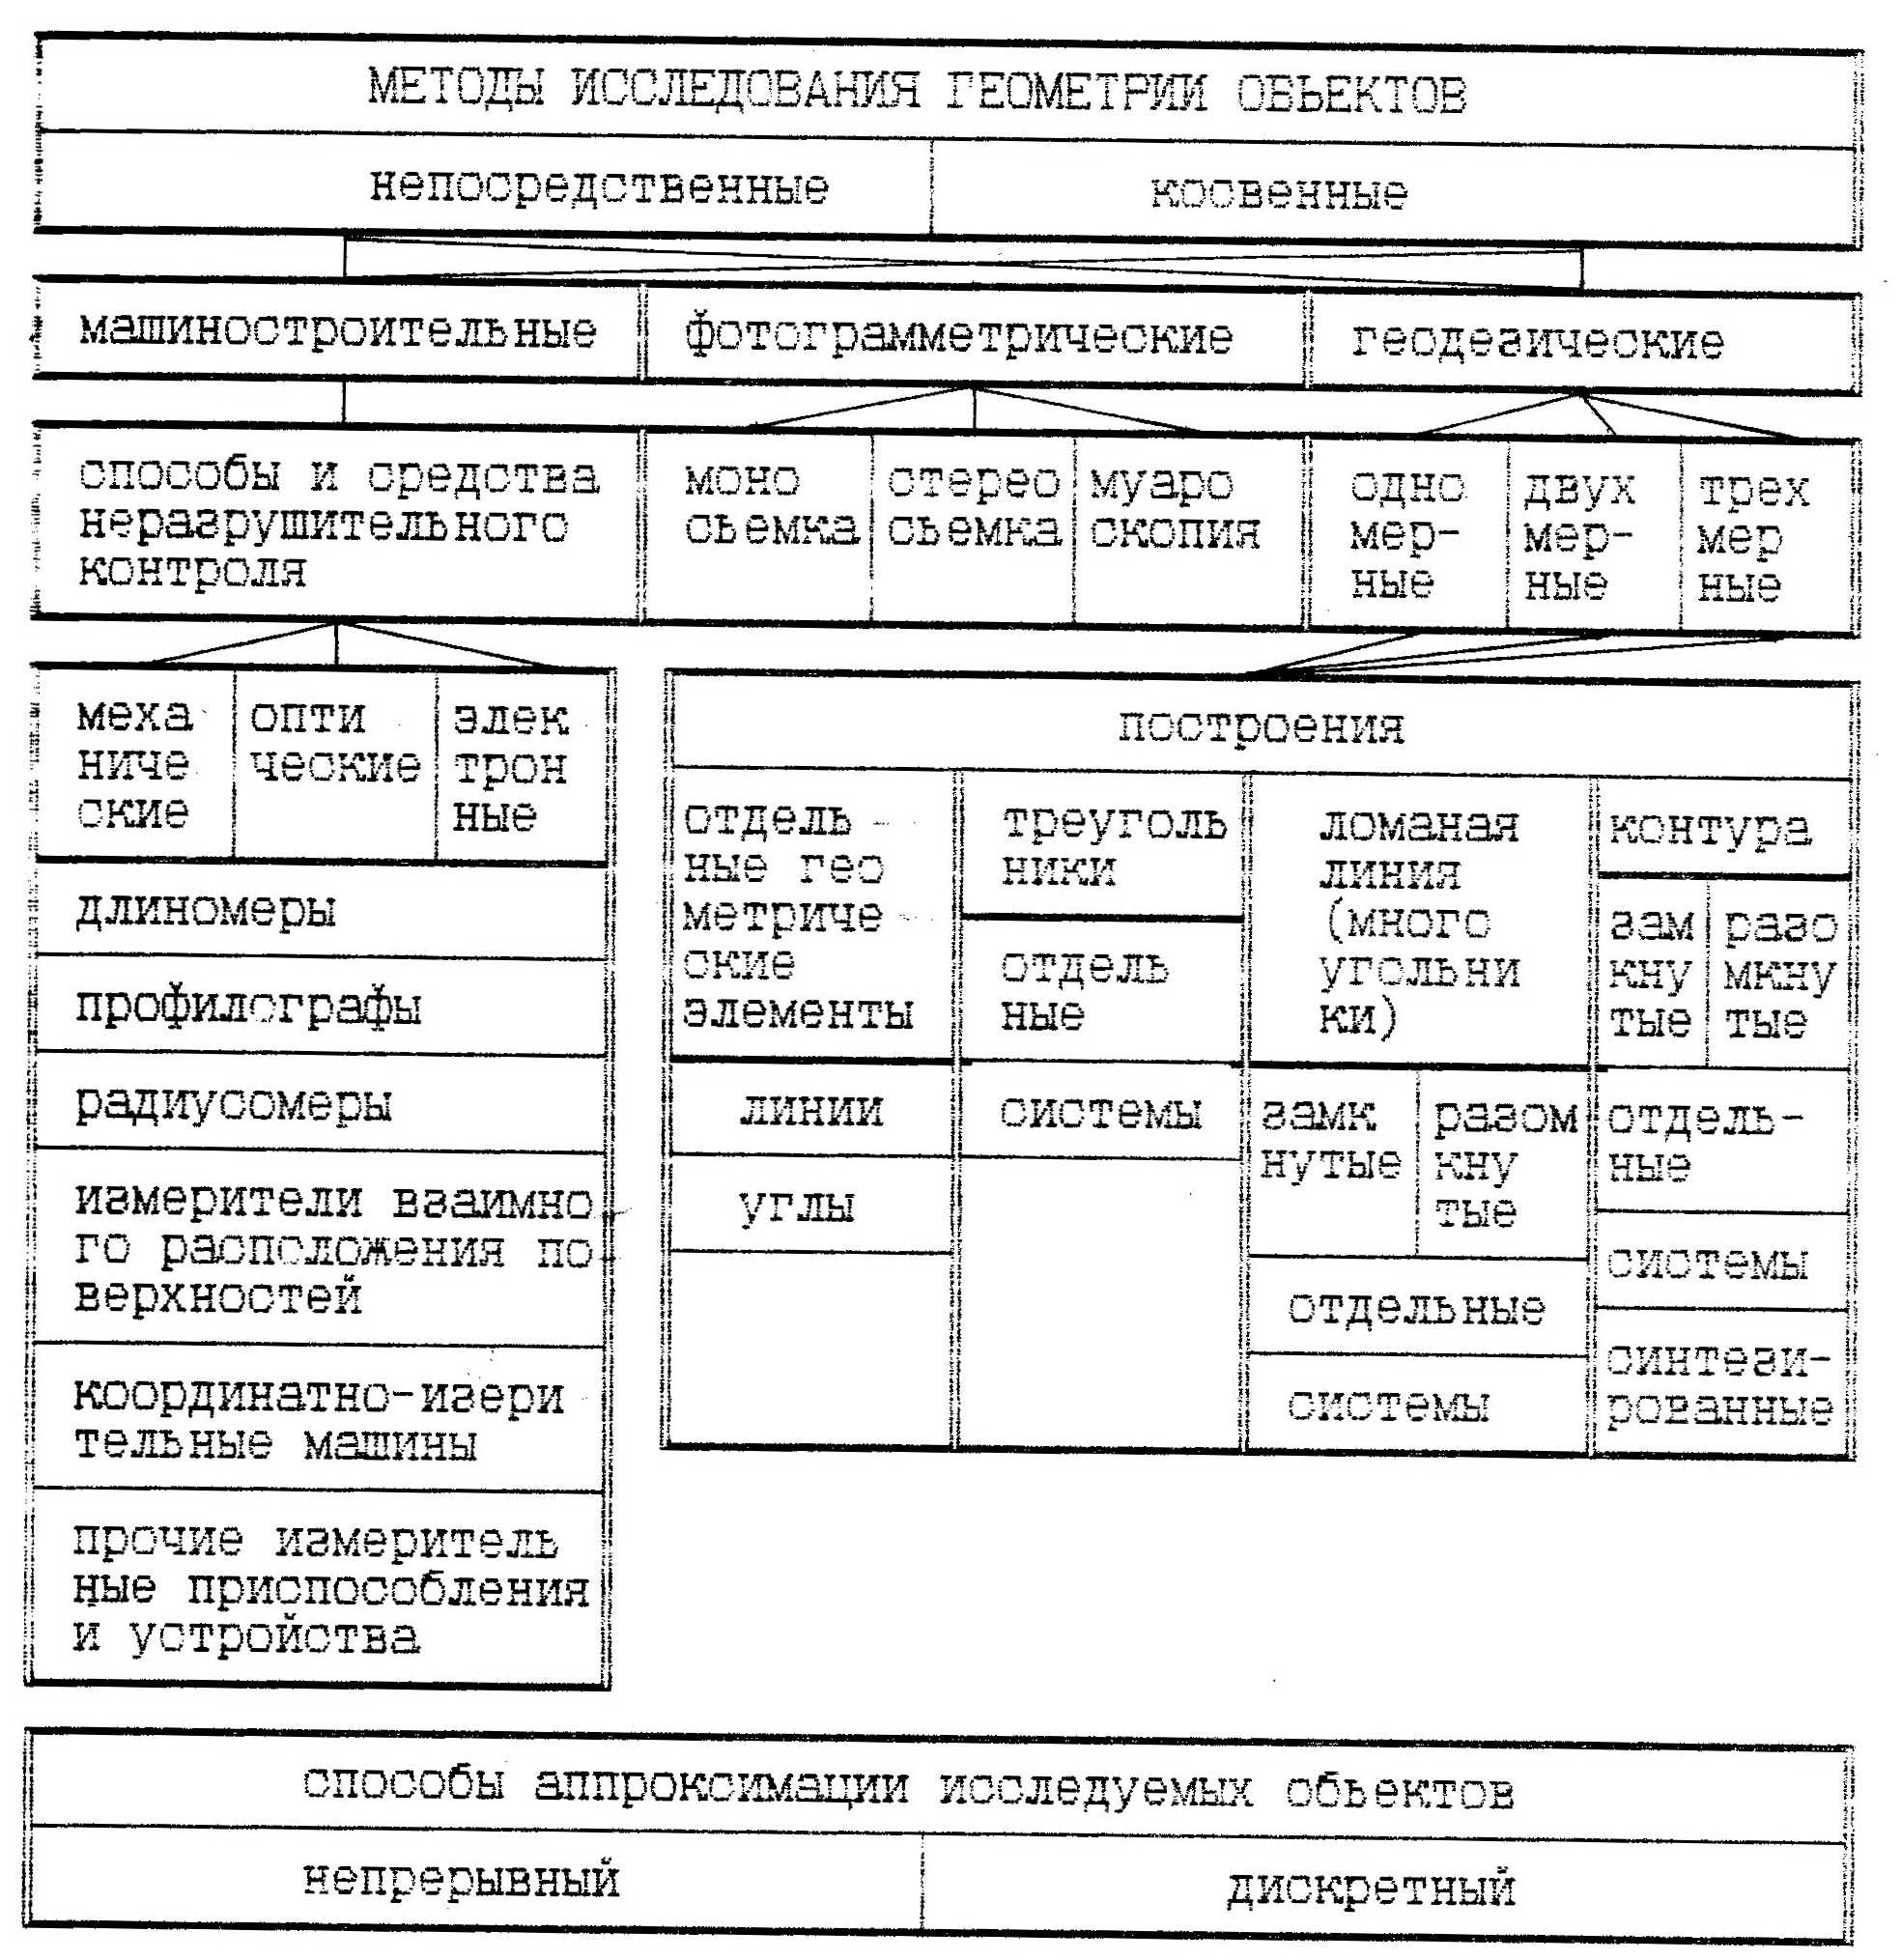 МЕТОДЫ ИССЛЕДОВАНИЯ ГЕОМЕТРИИ ОБЬЕКТОВ
непосредственные
косвенные
машиностроительные
фотограмметрические
геодезические
способы и средства
неразрушительного
контроля
моно
сьемка
стерео
сьемка
муаро
скопия
одно
мер-
ные
двух
мер-
ные
трех
мер
ные
меха
ниче
ские
опти
ческие
элек
трон
ные
длиномеры
профилографы
радиусомеры
измерители взаимно
го расположения по
верхностей
координатно-изери
тельные машины
прочие измеритель
ные приспособления
и устройства
построения
отдель
ные гео
метриче
ские
элементы
линии
углы
треуголь
ники
отдель
ные
системы
ломаная
линия
(много
угольни
ки)
замк
нутые
разом
кну
тые
отдельные
системы
контура
зам
кну
тые
разо
мкну
тые
отдель-
ные
системы
синтези-
рованные
способы аппроксимации исследуемых обьектов
непрерывный
дискретный